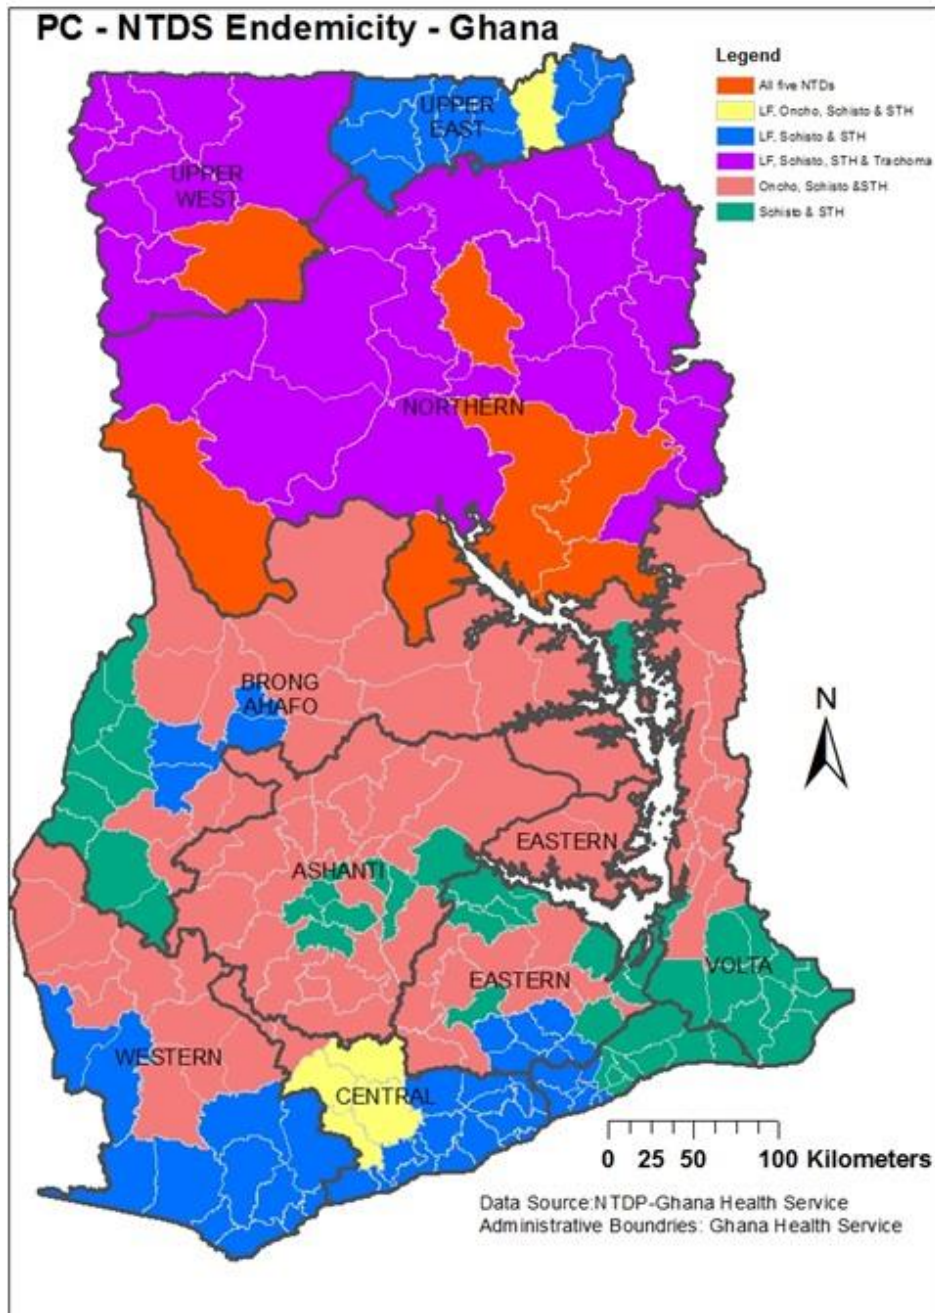 PC - NTDS Endemicity - Ghana
Legend
All five NTDs
LF, Oncho, Schisto & STH
LF, Schisto & STH
LF, Schisto, STH & Trachoma
Oncho, Schisto &STH
Schisto & STH
UPPER
EAST
UPPER
WEST
NORTHERN
BRONG
AHAFO
N
EASTERN
ASHANTI
VOLTA
EASTERN
WESTERN
CENTRAL
0 25 50 100 Kilometers
Data Source:NTDP-Ghana Health Service
Administrative Boundries: Ghana Health Service